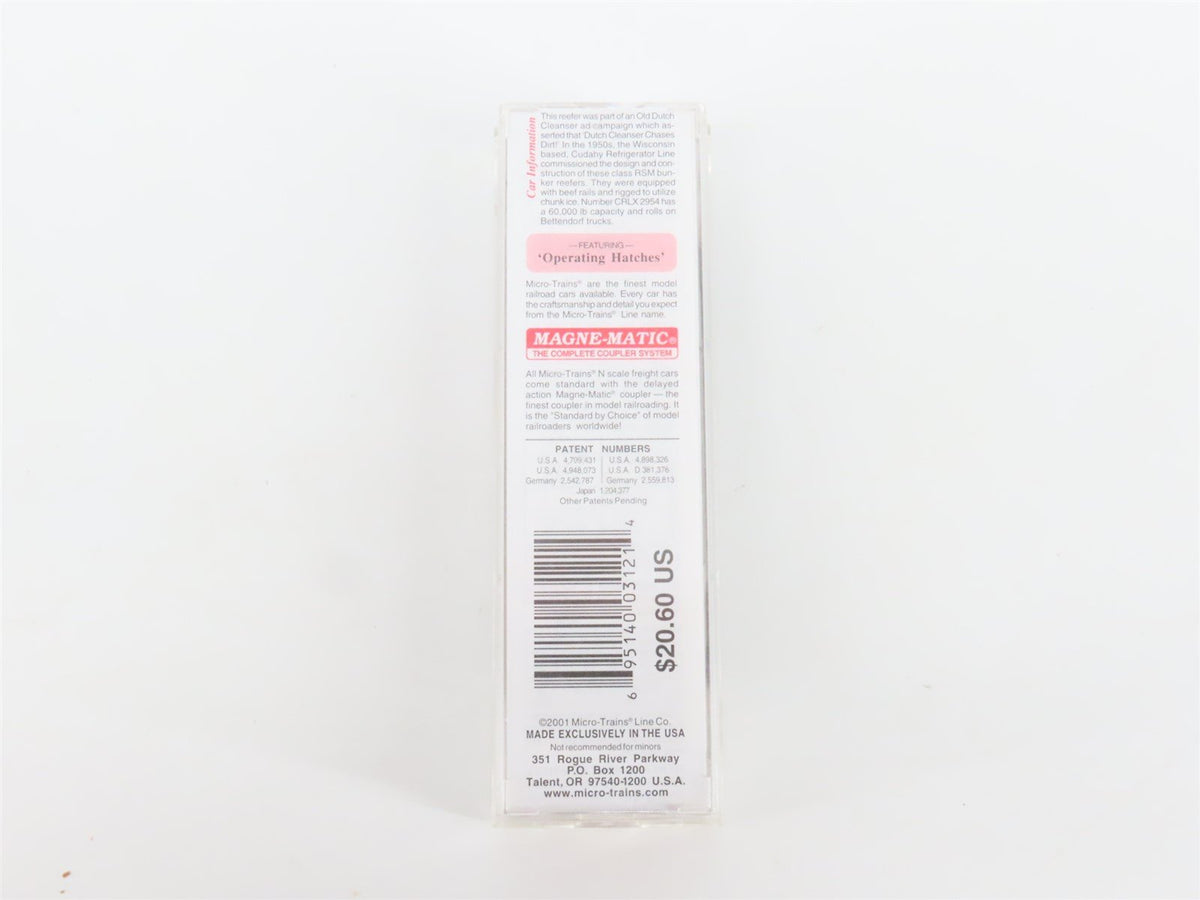 Car Information
This reefer was part of an Old Dutch
Cleanser ad campaign which as-
serted that 'Dutch Cleanser Chases
Dirt!' In the 1950s, the Wisconsin
based, Cudahy Refrigerator Line
commissioned the design and con-
struction of these class RSM bun-
ker reefers. They were equipped
with beef rails and rigged to utilize
chunk ice. Number CRLX 2954 has
a 60,000 lb capacity and rolls on
Bettendorf trucks.
—FEATURING—
'Operating Hatches'
Micro-Trains® are the finest model
railroad cars available. Every car has
the craftsmanship and detail you expect
from the Micro-Trains® Line name.
MAGNE-MATIC®
THE COMPLETE COUPLER SYSTEM
All Micro-Trains® N scale freight cars
come standard with the delayed
action Magne-Matic® coupler — the
finest coupler in model railroading. It
is the "Standard by Choice" of model
railroaders worldwide!
PATENT NUMBERS
U.S.A. 4,799,431 U.S.A. 4,898,326
U.S.A. 4,948,073 U.S.A. D 381,376
Germany 2,542,787 Germany 2,559,813
Japan 1,204,377
Other Patents Pending
6 95140 03121 4
$20.60 US
©2001 Micro-Trains® Line Co.
MADE EXCLUSIVELY IN THE USA
Not recommended for minors
351 Rogue River Parkway
P.O. Box 1200
Talent, OR 97540-1200 U.S.A.
www.micro-trains.com